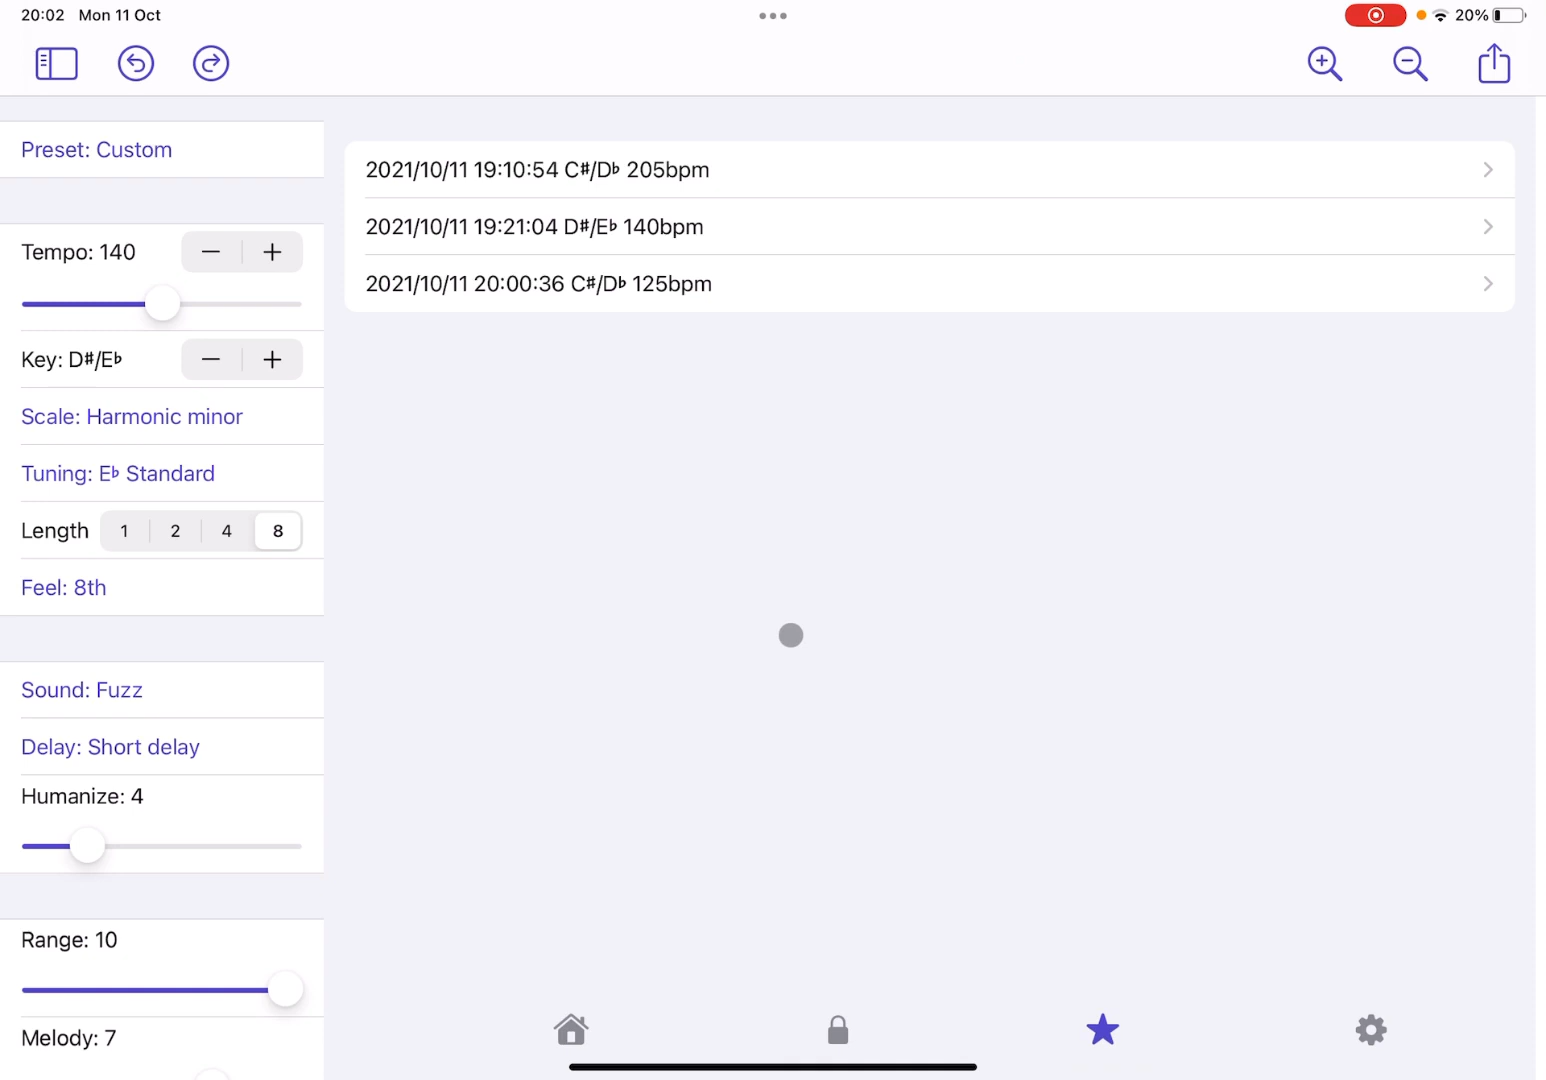 20:02 Mon 11 Oct
20%
Preset: Custom
Tempo: 140
Key: D♯/E♭
Scale: Harmonic minor
Tuning: E♭ Standard
Length 1 2 4 8
Feel: 8th
Sound: Fuzz
Delay: Short delay
Humanize: 4
Range: 10
Melody: 7
2021/10/11 19:10:54 C♯/D♭ 205bpm
2021/10/11 19:21:04 D♯/E♭ 140bpm
2021/10/11 20:00:36 C♯/D♭ 125bpm